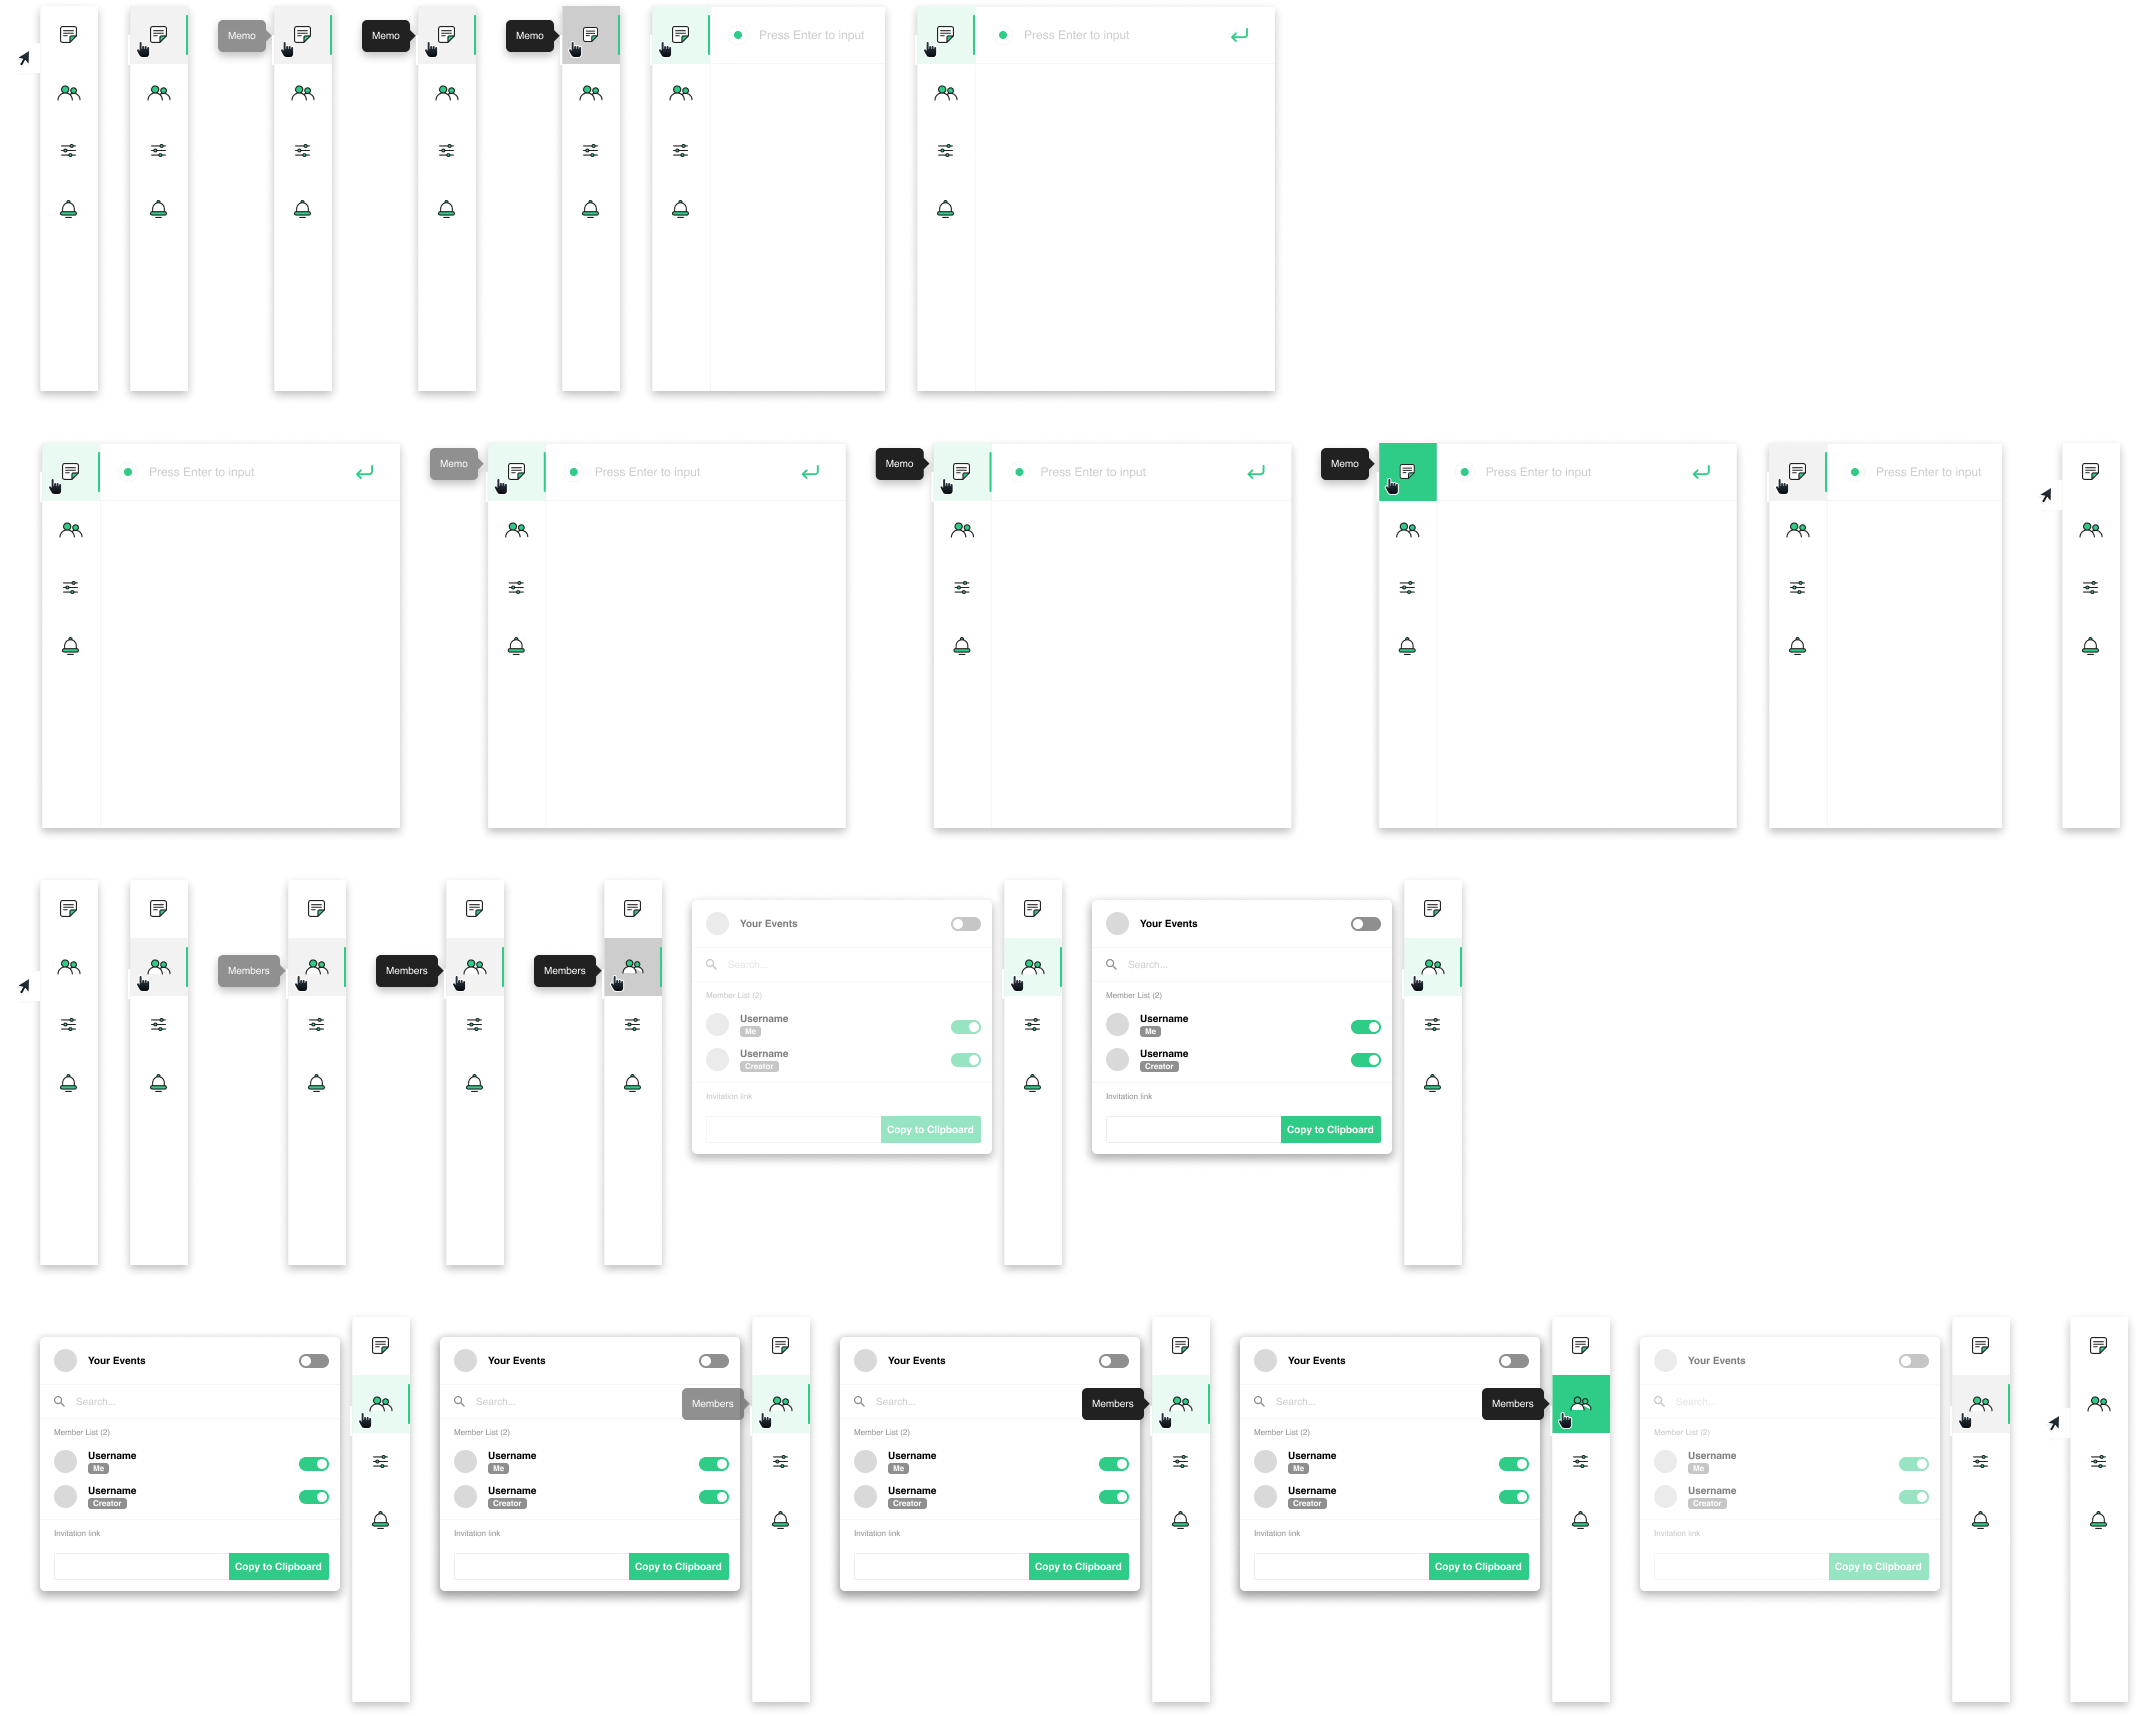 Memo
Memo
Memo
Press Enter to input
Press Enter to input
Press Enter to input
Memo
Press Enter to input
Memo
Press Enter to input
Memo
Press Enter to input
Press Enter to input
Members
Members
Members
Your Events
Search...
Member List (2)
Username
Me
Username
Creator
Invitation link
Copy to Clipboard
Your Events
Search...
Member List (2)
Username
Me
Username
Creator
Invitation link
Copy to Clipboard
Your Events
Search...
Member List (2)
Username
Me
Username
Creator
Invitation link
Copy to Clipboard
Your Events
Search...
Members
Member List (2)
Username
Me
Username
Creator
Invitation link
Copy to Clipboard
Your Events
Search...
Members
Member List (2)
Username
Me
Username
Creator
Invitation link
Copy to Clipboard
Your Events
Search...
Members
Member List (2)
Username
Me
Username
Creator
Invitation link
Copy to Clipboard
Your Events
Search...
Member List (2)
Username
Me
Username
Creator
Invitation link
Copy to Clipboard